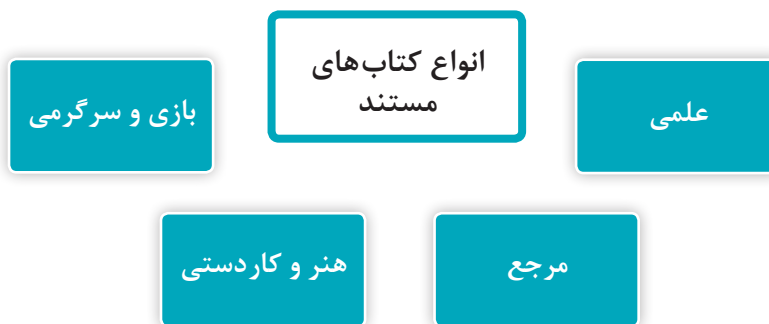 انواع کتاب‌های
مستند
علمی
بازی و سرگرمی
مرجع
هنر و کاردستی